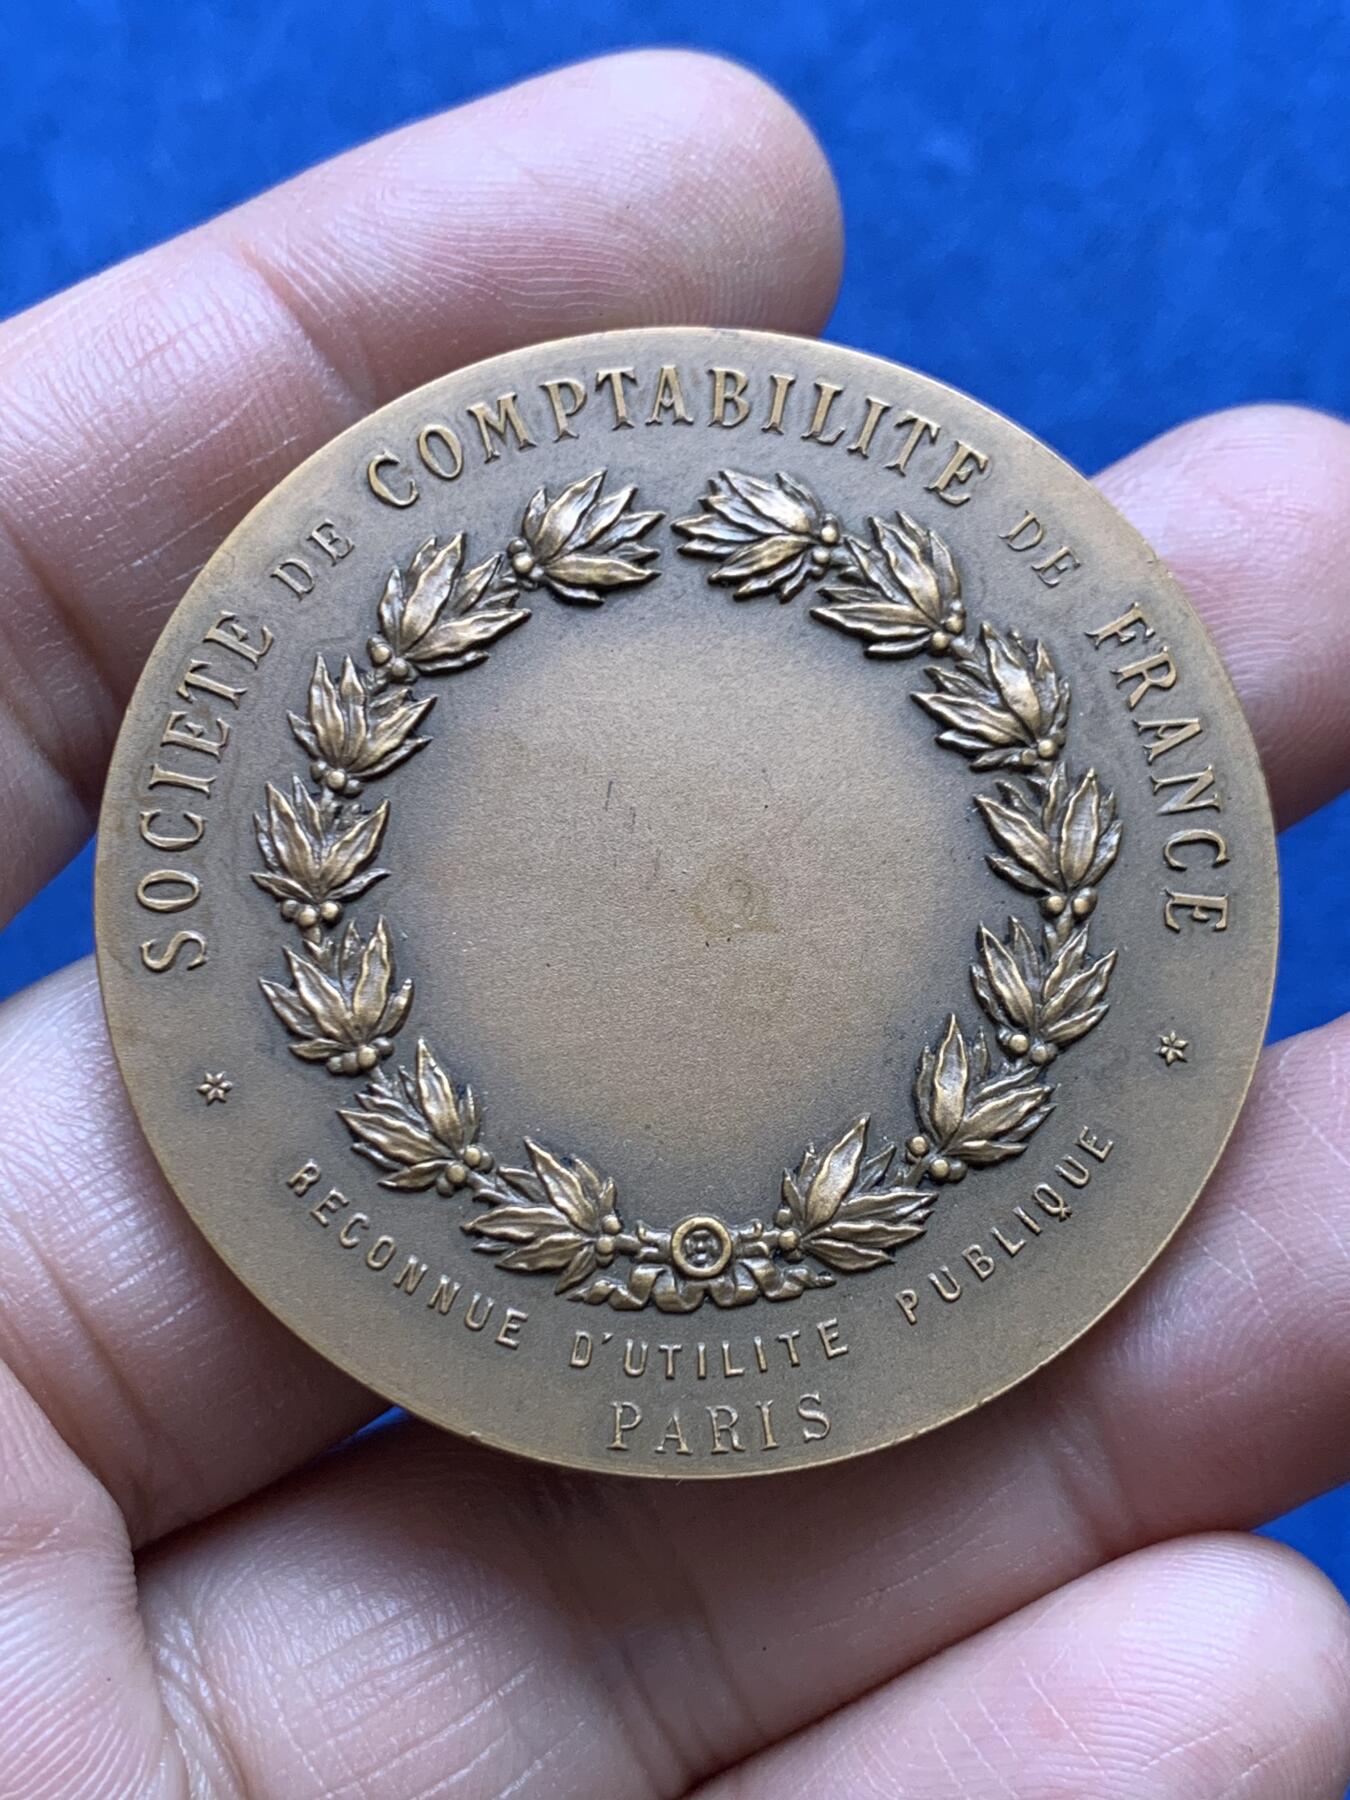 SOCIETE DE COMPTABILITE DE FRANCE
RECONNUE D'UTILITE PUBLIQUE
PARIS